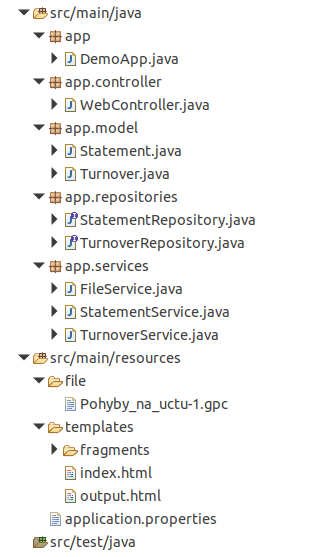 src/main/java
app
DemoApp.java
app.controller
WebController.java
app.model
Statement.java
Turnover.java
app.repositories
StatementRepository.java
TurnoverRepository.java
app.services
FileService.java
StatementService.java
TurnoverService.java
src/main/resources
file
Pohyby_na_uctu-1.gpc
templates
fragments
index.html
output.html
application.properties
src/test/java